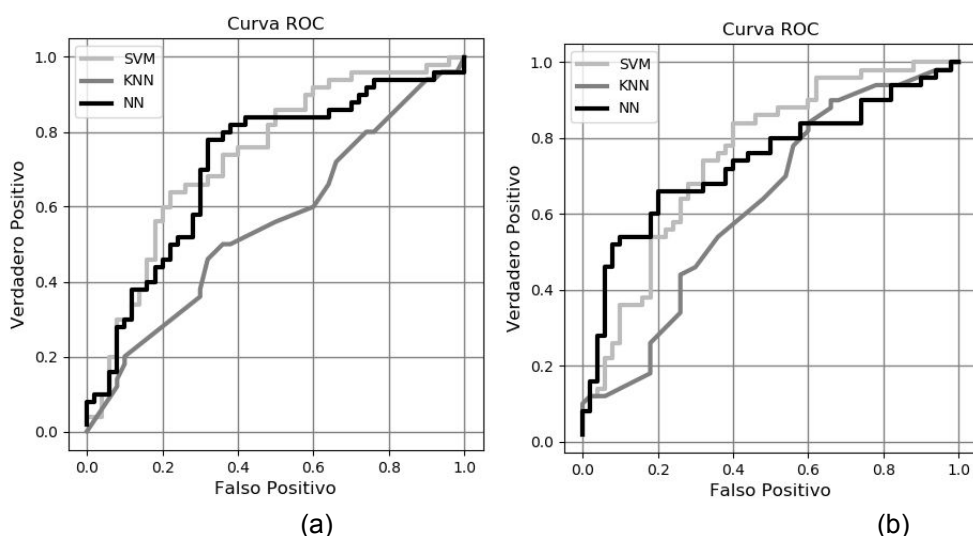 Curva ROC
SVM
KNN
NN
1.0
0.8
0.6
0.4
0.2
0.0
Verdadero Positivo
0.0 0.2 0.4 0.6 0.8 1.0
Falso Positivo
(a)
Curva ROC
SVM
KNN
NN
1.0
0.8
0.6
0.4
0.2
0.0
Verdadero Positivo
0.0 0.2 0.4 0.6 0.8 1.0
Falso Positivo
(b)